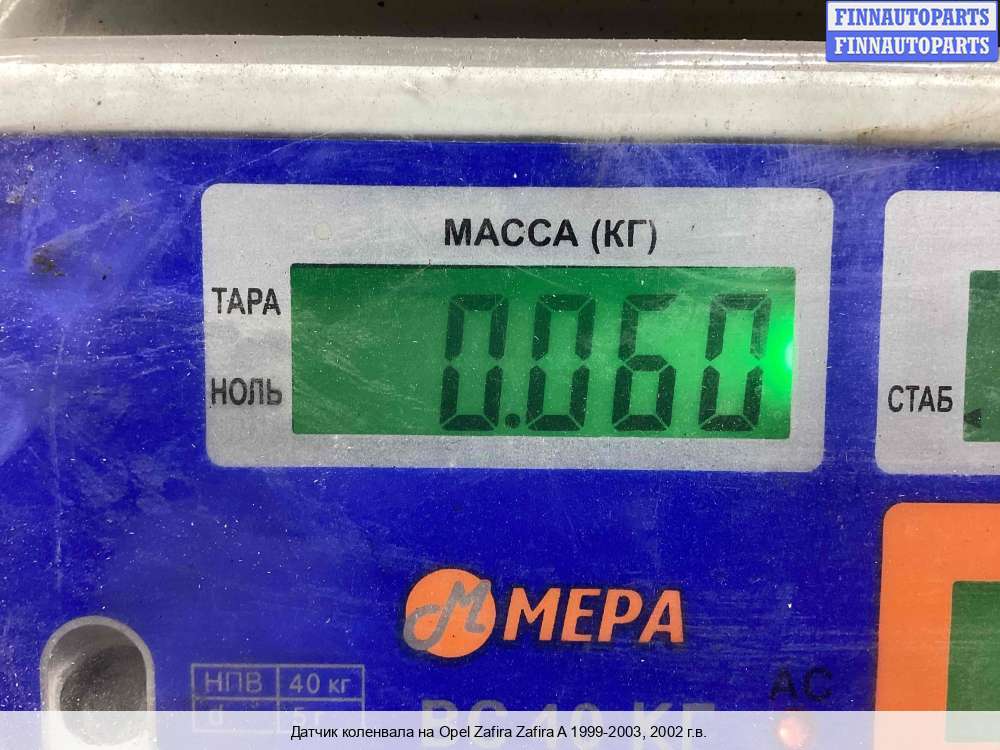 FINNAUTOPARTS
FINNAUTOPARTS
МАССА (КГ)
ТАРА
0.060
НОЛЬ
СТАБ
МЕРА
НПВ 40 кг
АС
d 5 г
Датчик коленвала на Opel Zafira Zafira A 1999-2003, 2002 г.в.